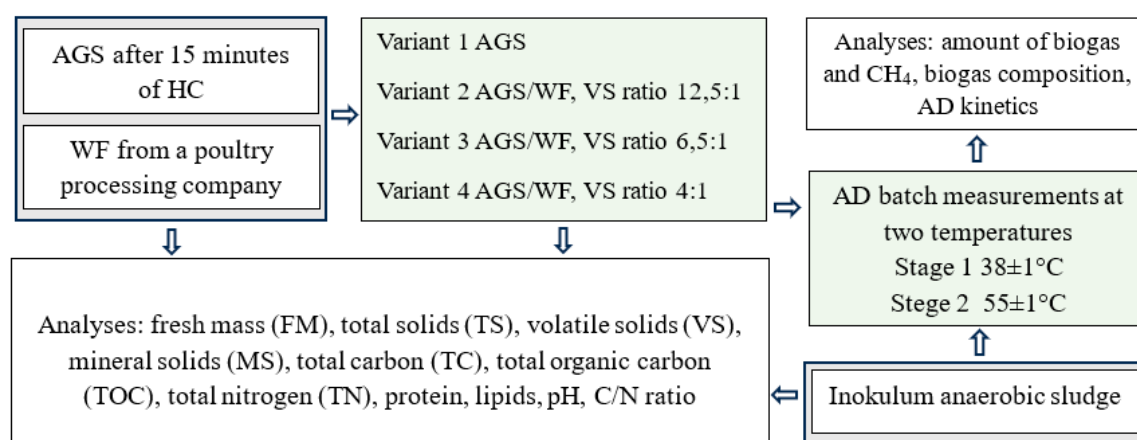 AGS after 15 minutes
of HC
WF from a poultry
processing company
Variant 1 AGS
Variant 2 AGS/WF, VS ratio 12,5:1
Variant 3 AGS/WF, VS ratio 6,5:1
Variant 4 AGS/WF, VS ratio 4:1
Analyses: amount of biogas
and CH₄, biogas composition,
AD kinetics
AD batch measurements at
two temperatures
Stage 1 38±1°C
Stege 2 55±1°C
Analyses: fresh mass (FM), total solids (TS), volatile solids (VS),
mineral solids (MS), total carbon (TC), total organic carbon
(TOC), total nitrogen (TN), protein, lipids, pH, C/N ratio
Inokulum anaerobic sludge